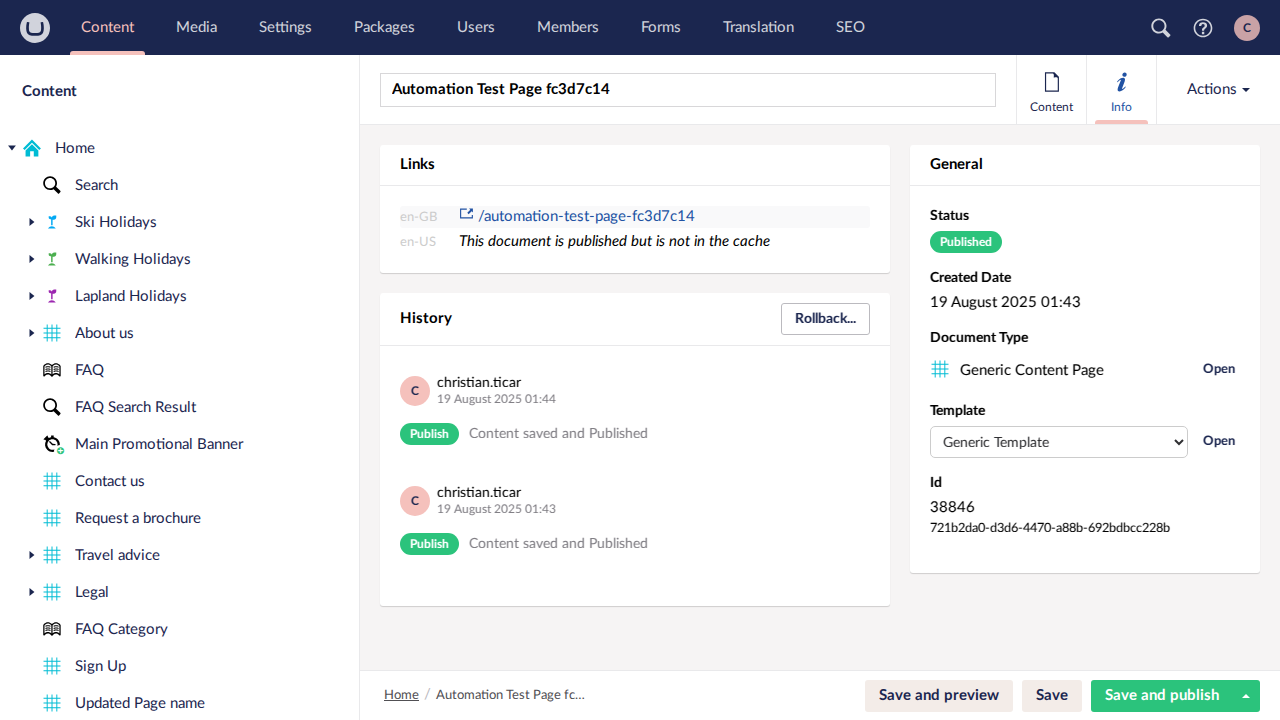 Content
Media
Settings
Packages
Users
Members
Forms
Translation
SEO
C
Content
Home
Search
Ski Holidays
Walking Holidays
Lapland Holidays
About us
FAQ
FAQ Search Result
Main Promotional Banner
Contact us
Request a brochure
Travel advice
Legal
FAQ Category
Sign Up
Updated Page name
Automation Test Page fc3d7c14
Content
Info
Actions
Links
en-GB /automation-test-page-fc3d7c14
en-US This document is published but is not in the cache
History
Rollback...
C
christian.ticar
19 August 2025 01:44
Publish Content saved and Published
C
christian.ticar
19 August 2025 01:43
Publish Content saved and Published
General
Status
Published
Created Date
19 August 2025 01:43
Document Type
Generic Content Page
Open
Template
Generic Template
Open
Id
38846
721b2da0-d3d6-4470-a88b-692bdbcc228b
Home / Automation Test Page fc...
Save and preview
Save
Save and publish